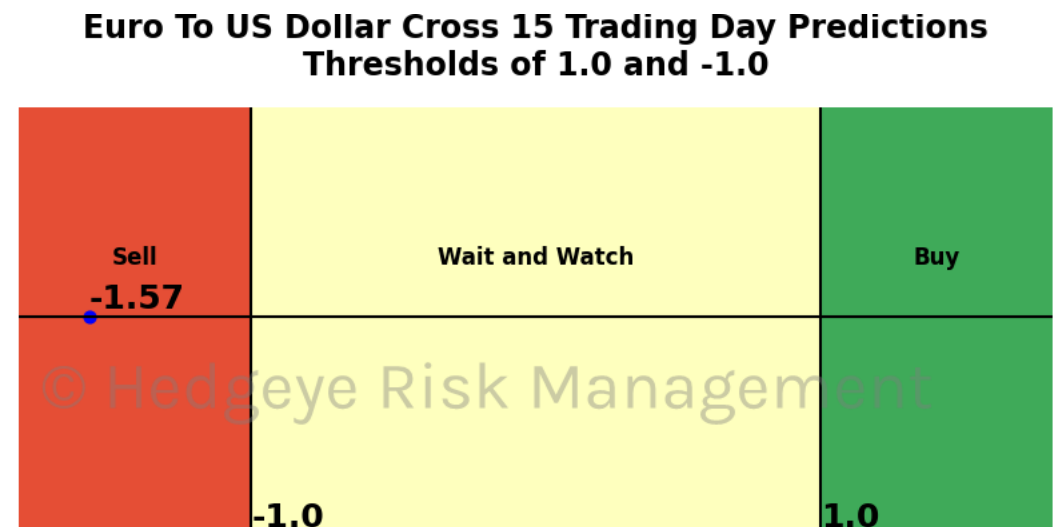 Euro To US Dollar Cross 15 Trading Day Predictions
Thresholds of 1.0 and -1.0
Sell
Wait and Watch
Buy
-1.57
© Hedgeye Risk Management
-1.0
1.0